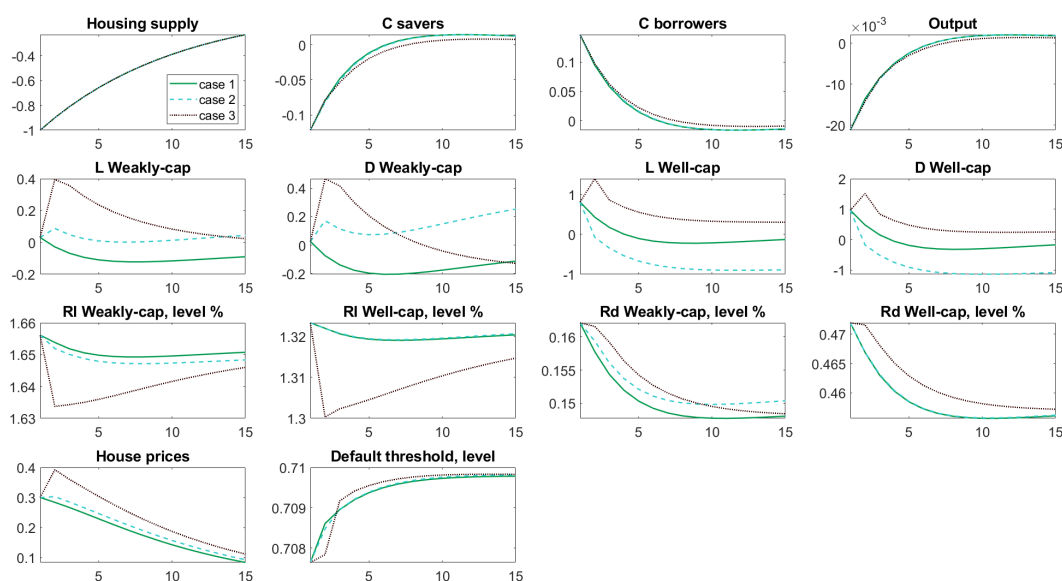 Housing supply
-0.4
-0.6
-0.8
-1
5 10 15
case 1
case 2
case 3
C savers
0
-0.05
-0.1
5 10 15
C borrowers
0.1
0.05
0
5 10 15
×10⁻³ Output
0
-10
-20
5 10 15
L Weakly-cap
0.4
0.2
0
-0.2
5 10 15
D Weakly-cap
0.4
0.2
0
-0.2
5 10 15
L Well-cap
1
0
-1
5 10 15
D Well-cap
2
1
0
-1
5 10 15
Rl Weakly-cap, level %
1.66
1.65
1.64
1.63
5 10 15
Rl Well-cap, level %
1.32
1.31
1.3
5 10 15
Rd Weakly-cap, level %
0.16
0.155
0.15
5 10 15
Rd Well-cap, level %
0.47
0.465
0.46
5 10 15
House prices
0.4
0.3
0.2
0.1
5 10 15
Default threshold, level
0.71
0.709
0.708
5 10 15